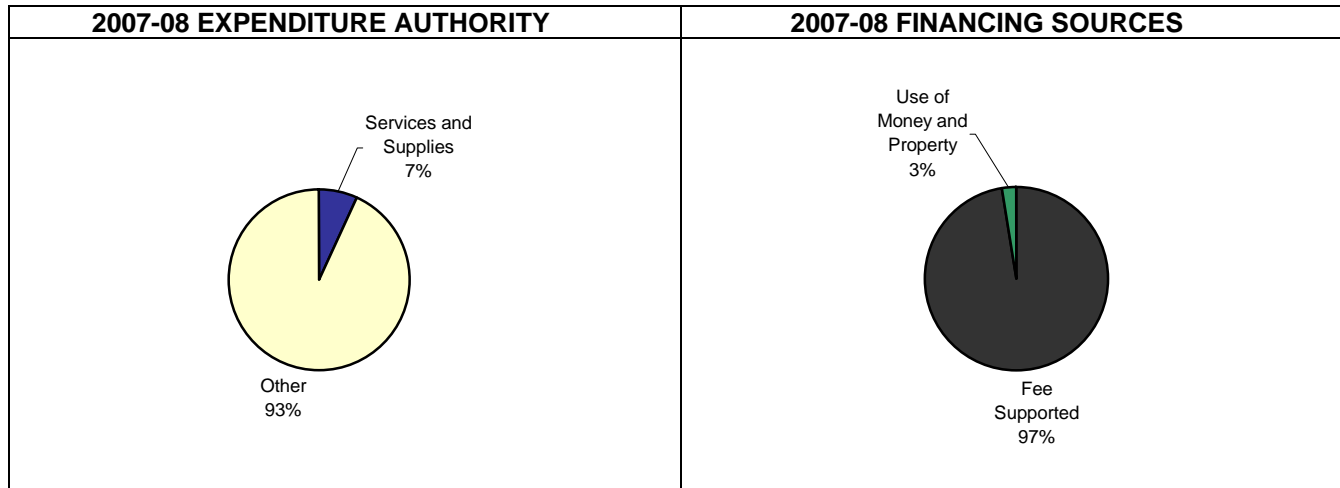 2007-08 EXPENDITURE AUTHORITY
Services and
Supplies
7%
Other
93%
2007-08 FINANCING SOURCES
Use of
Money and
Property
3%
Fee
Supported
97%